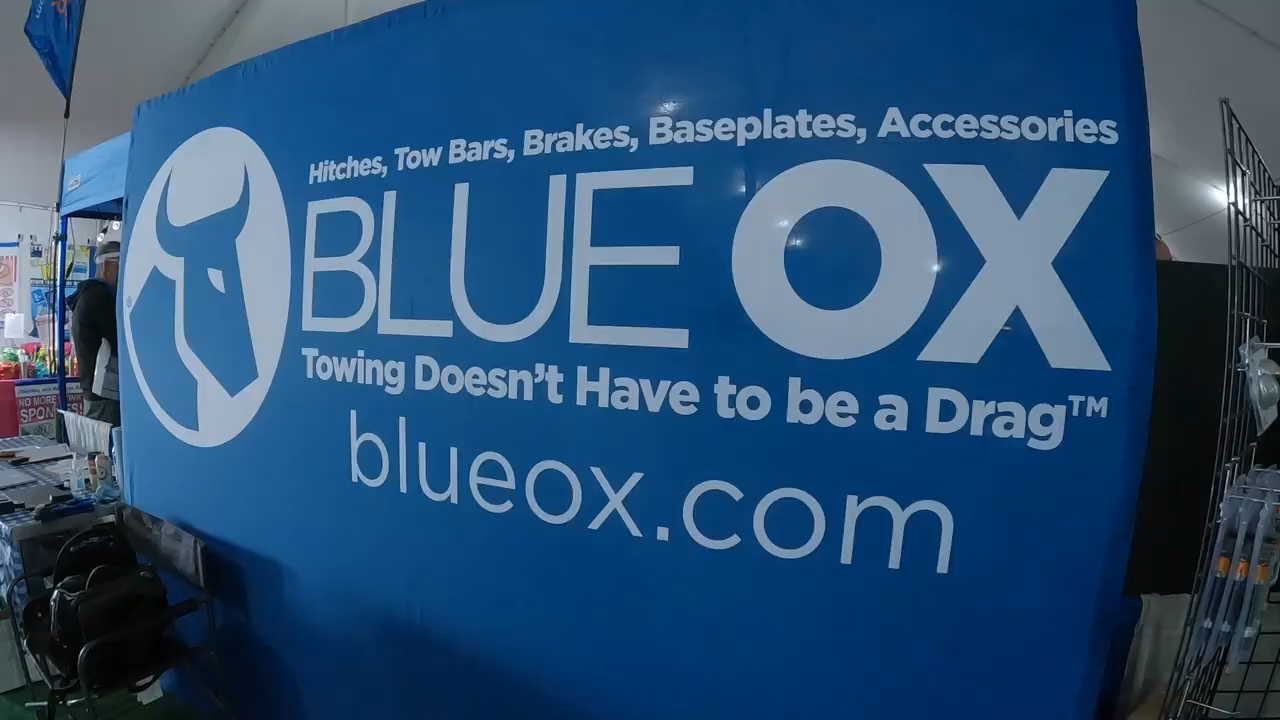 Hitches, Tow Bars, Brakes, Baseplates, Accessories
BLUE OX
Towing Doesn't Have to be a Drag™
blueox.com
®
NO MORE